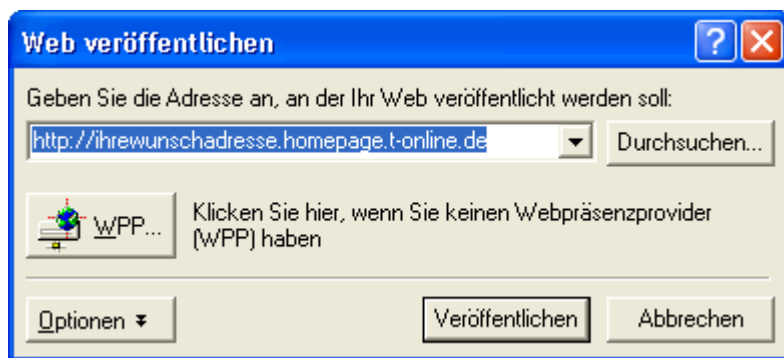 Web veröffentlichen
?
Geben Sie die Adresse an, an der Ihr Web veröffentlicht werden soll:
http://ihrewunschadresse.homepage.t-online.de
Durchsuchen...
WPP...
Klicken Sie hier, wenn Sie keinen Webpräsenzprovider
(WPP) haben
Optionen
Veröffentlichen
Abbrechen